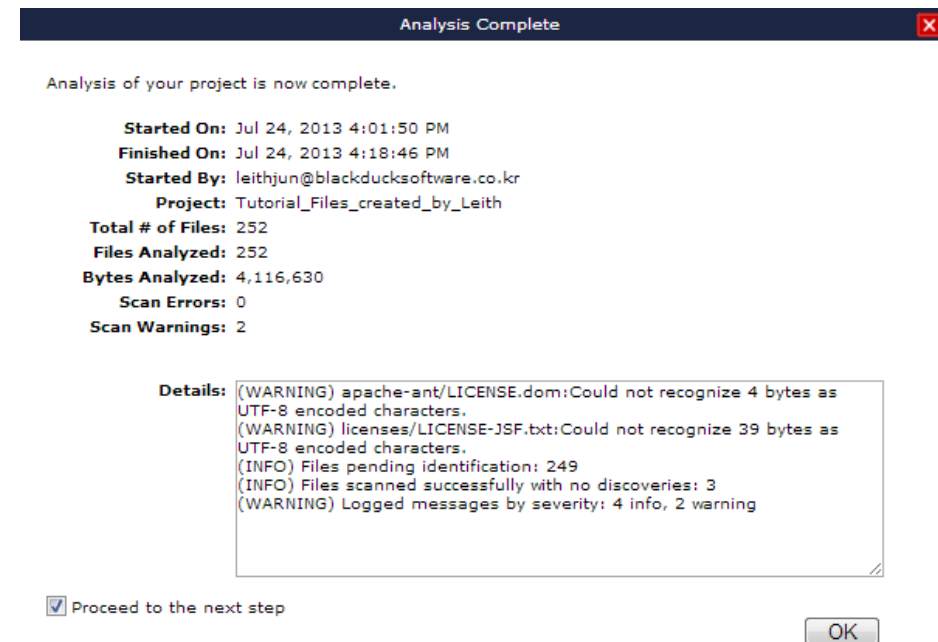 Analysis Complete
Analysis of your project is now complete.
Started On: Jul 24, 2013 4:01:50 PM
Finished On: Jul 24, 2013 4:18:46 PM
Started By: leithjun@blackducksoftware.co.kr
Project: Tutorial_Files_created_by_Leith
Total # of Files: 252
Files Analyzed: 252
Bytes Analyzed: 4,116,630
Scan Errors: 0
Scan Warnings: 2
Details: (WARNING) apache-ant/LICENSE.dom:Could not recognize 4 bytes as
UTF-8 encoded characters.
(WARNING) licenses/LICENSE-JSF.txt:Could not recognize 39 bytes as
UTF-8 encoded characters.
(INFO) Files pending identification: 249
(INFO) Files scanned successfully with no discoveries: 3
(WARNING) Logged messages by severity: 4 info, 2 warning
Proceed to the next step
OK